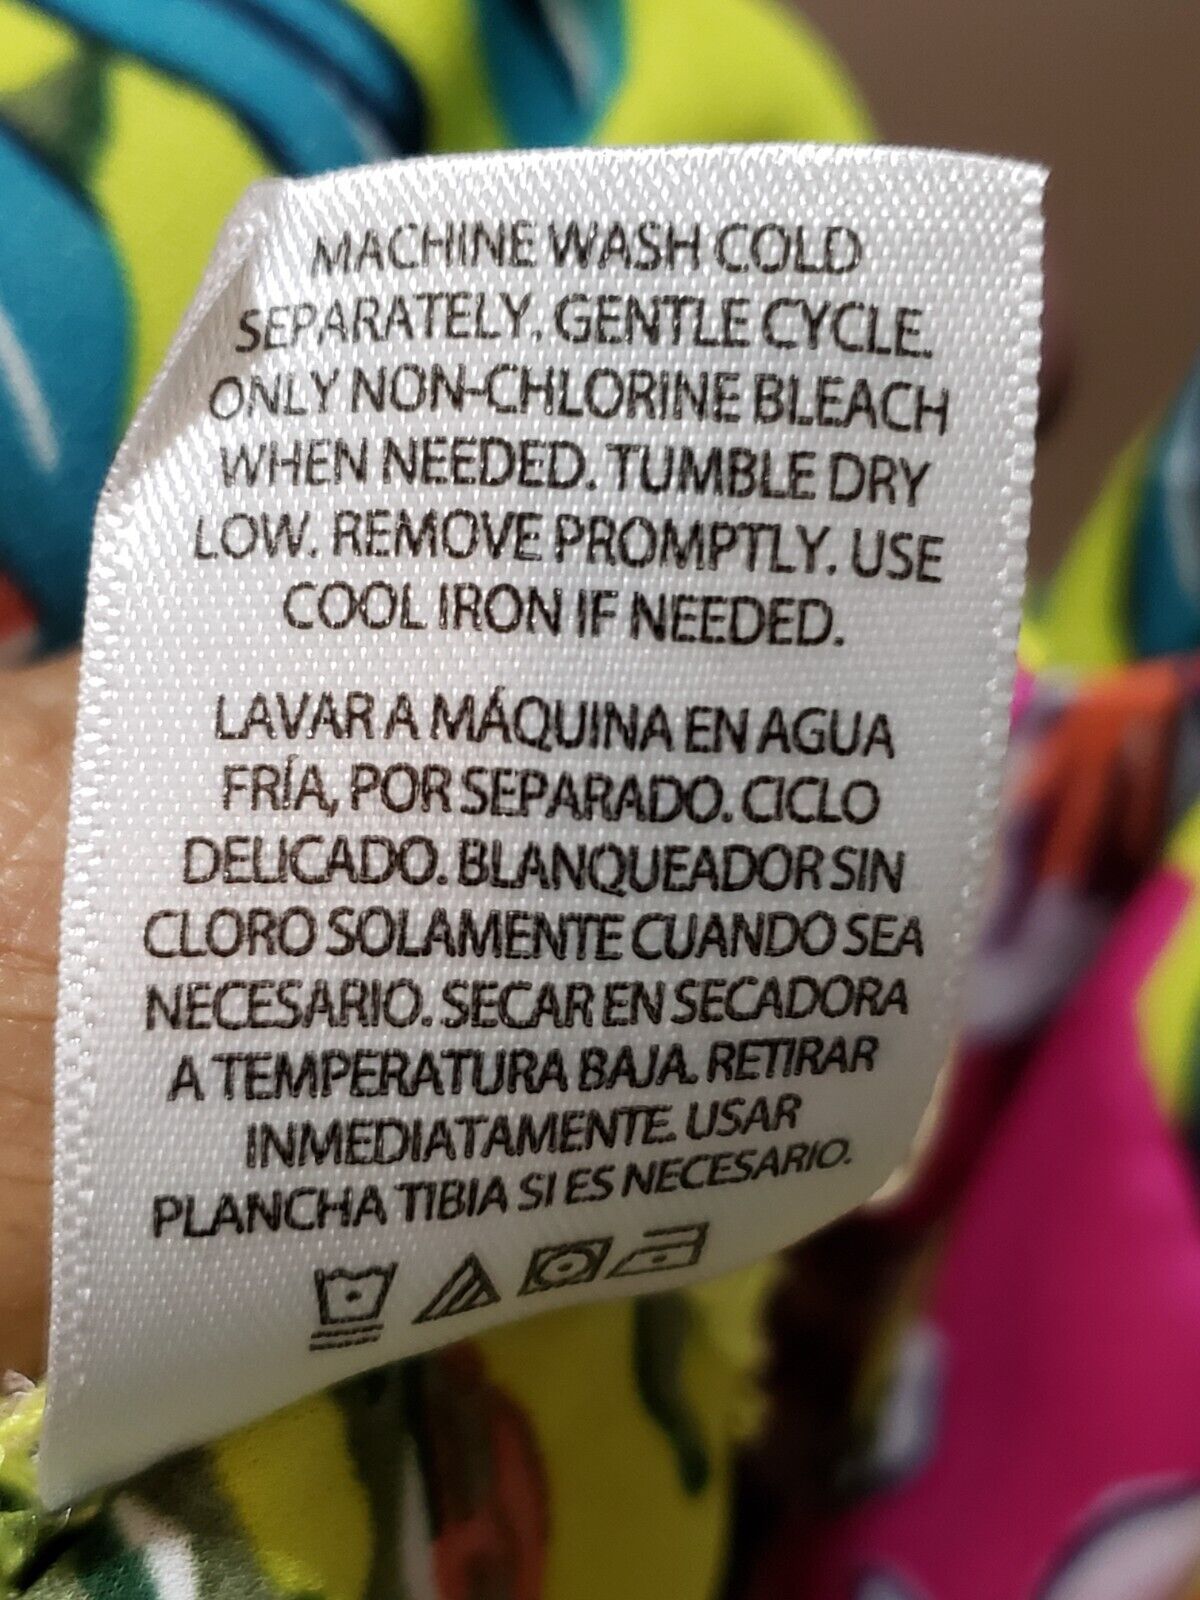 MACHINE WASH COLD
SEPARATELY. GENTLE CYCLE.
ONLY NON-CHLORINE BLEACH
WHEN NEEDED. TUMBLE DRY
LOW. REMOVE PROMPTLY. USE
COOL IRON IF NEEDED.
LAVAR A MÁQUINA EN AGUA
FRÍA, POR SEPARADO. CICLO
DELICADO. BLANQUEADOR SIN
CLORO SOLAMENTE CUANDO SEA
NECESARIO. SECAR EN SECADORA
A TEMPERATURA BAJA. RETIRAR
INMEDIATAMENTE. USAR
PLANCHA TIBIA SI ES NECESARIO.